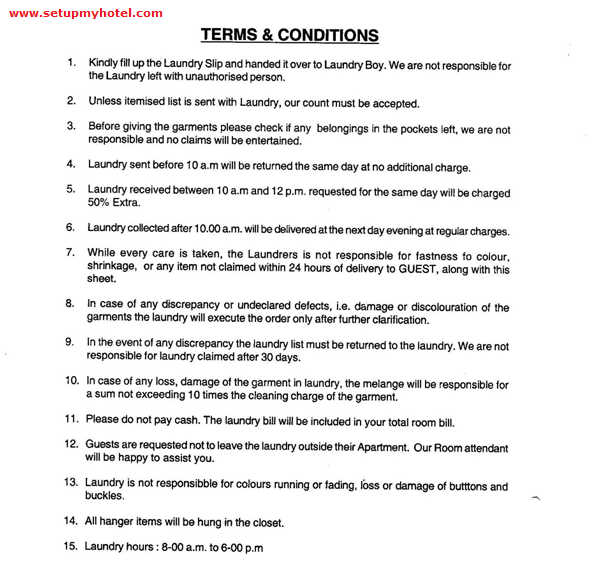 www.setupmyhotel.com
TERMS & CONDITIONS
1. Kindly fill up the Laundry Slip and handed it over to Laundry Boy. We are not responsible for
the Laundry left with unauthorised person.
2. Unless itemised list is sent with Laundry, our count must be accepted.
3. Before giving the garments please check if any belongings in the pockets left, we are not
responsible and no claims will be entertained.
4. Laundry sent before 10 a.m will be returned the same day at no additional charge.
5. Laundry received between 10 a.m and 12 p.m. requested for the same day will be charged
50% Extra.
6. Laundry collected after 10.00 a.m. will be delivered at the next day evening at regular charges.
7. While every care is taken, the Laundrers is not responsible for fastness fo colour,
shrinkage, or any item not claimed within 24 hours of delivery to GUEST, along with this
sheet.
8. In case of any discrepancy or undeclared defects, i.e. damage or discolouration of the
garments the laundry will execute the order only after further clarification.
9. In the event of any discrepancy the laundry list must be returned to the laundry. We are not
responsible for laundry claimed after 30 days.
10. In case of any loss, damage of the garment in laundry, the melange will be responsible for
a sum not exceeding 10 times the cleaning charge of the garment.
11. Please do not pay cash. The laundry bill will be included in your total room bill.
12. Guests are requested not to leave the laundry outside their Apartment. Our Room attendant
will be happy to assist you.
13. Laundry is not responsibble for colours running or fading, loss or damage of butttons and
buckles.
14. All hanger items will be hung in the closet.
15. Laundry hours : 8-00 a.m. to 6-00 p.m